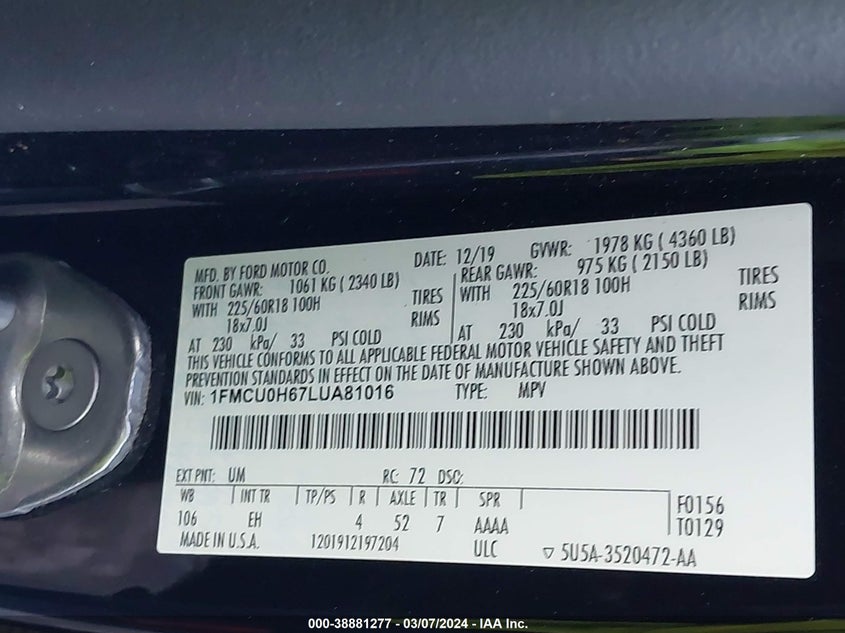 MFD. BY FORD MOTOR CO.
DATE: 12/19 GVWR: 1978 KG ( 4360 LB)
FRONT GAWR: 1061 KG ( 2340 LB) REAR GAWR: 975 KG ( 2150 LB)
WITH 225/60R18 100H TIRES WITH 225/60R18 100H TIRES
18x7.0J RIMS 18x7.0J RIMS
AT 230 kPa/ 33 PSI COLD AT 230 kPa/ 33 PSI COLD
THIS VEHICLE CONFORMS TO ALL APPLICABLE FEDERAL MOTOR VEHICLE SAFETY AND THEFT
PREVENTION STANDARDS IN EFFECT ON THE DATE OF MANUFACTURE SHOWN ABOVE.
VIN: 1FMCU0H67LUA81016 TYPE: MPV
EXT PNT: UM RC: 72 DSO:
WB INT TR TP/PS R AXLE TR SPR F0156
106 EH 4 52 7 AAAA T0129
MADE IN U.S.A. 1201912197204 ULC ▽ 5U5A-3520472-AA
000-38881277 - 03/07/2024 - IAA Inc.